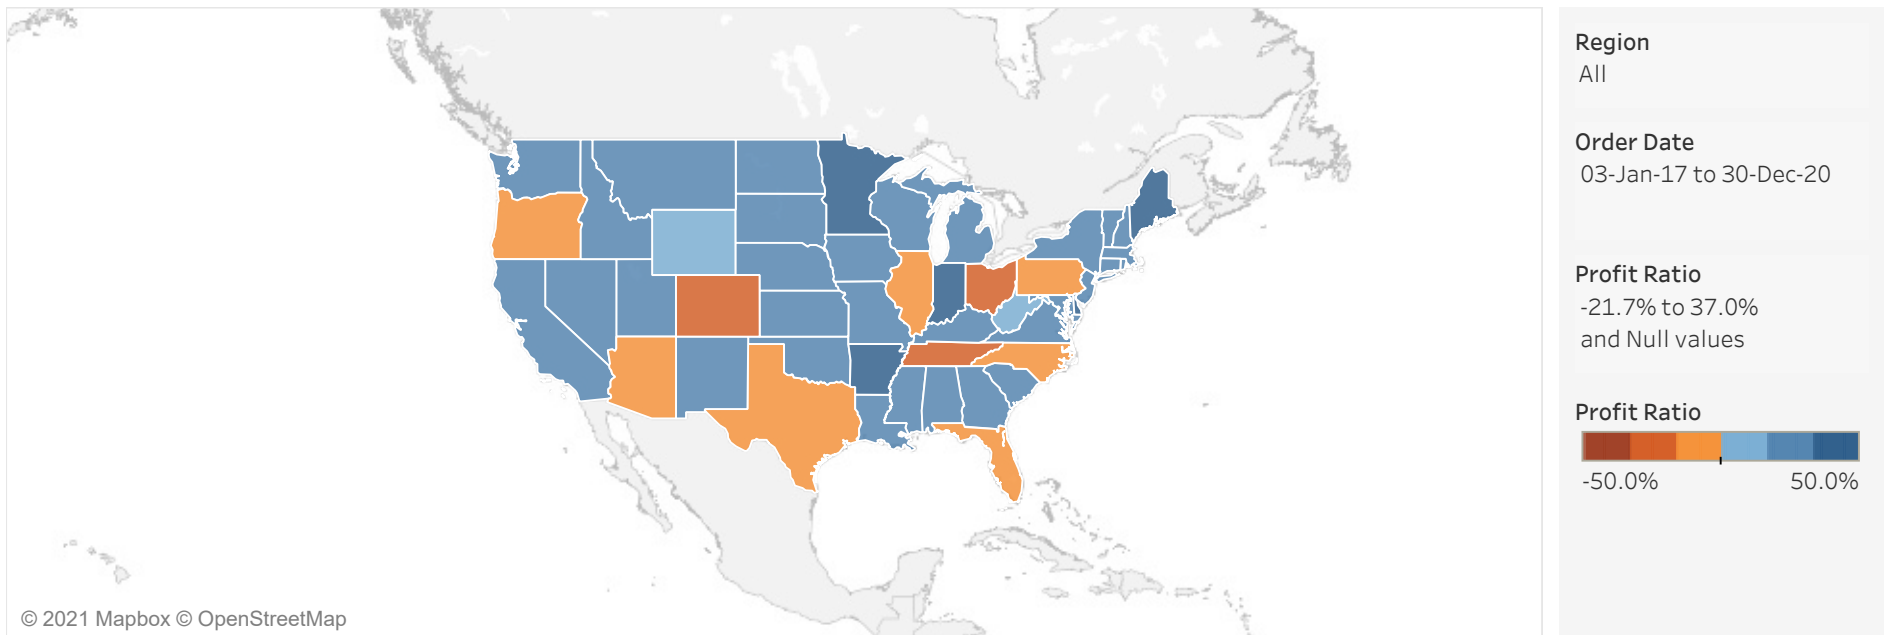 Region
All
Order Date
03-Jan-17 to 30-Dec-20
Profit Ratio
-21.7% to 37.0%
and Null values
Profit Ratio
-50.0% 50.0%
© 2021 Mapbox © OpenStreetMap